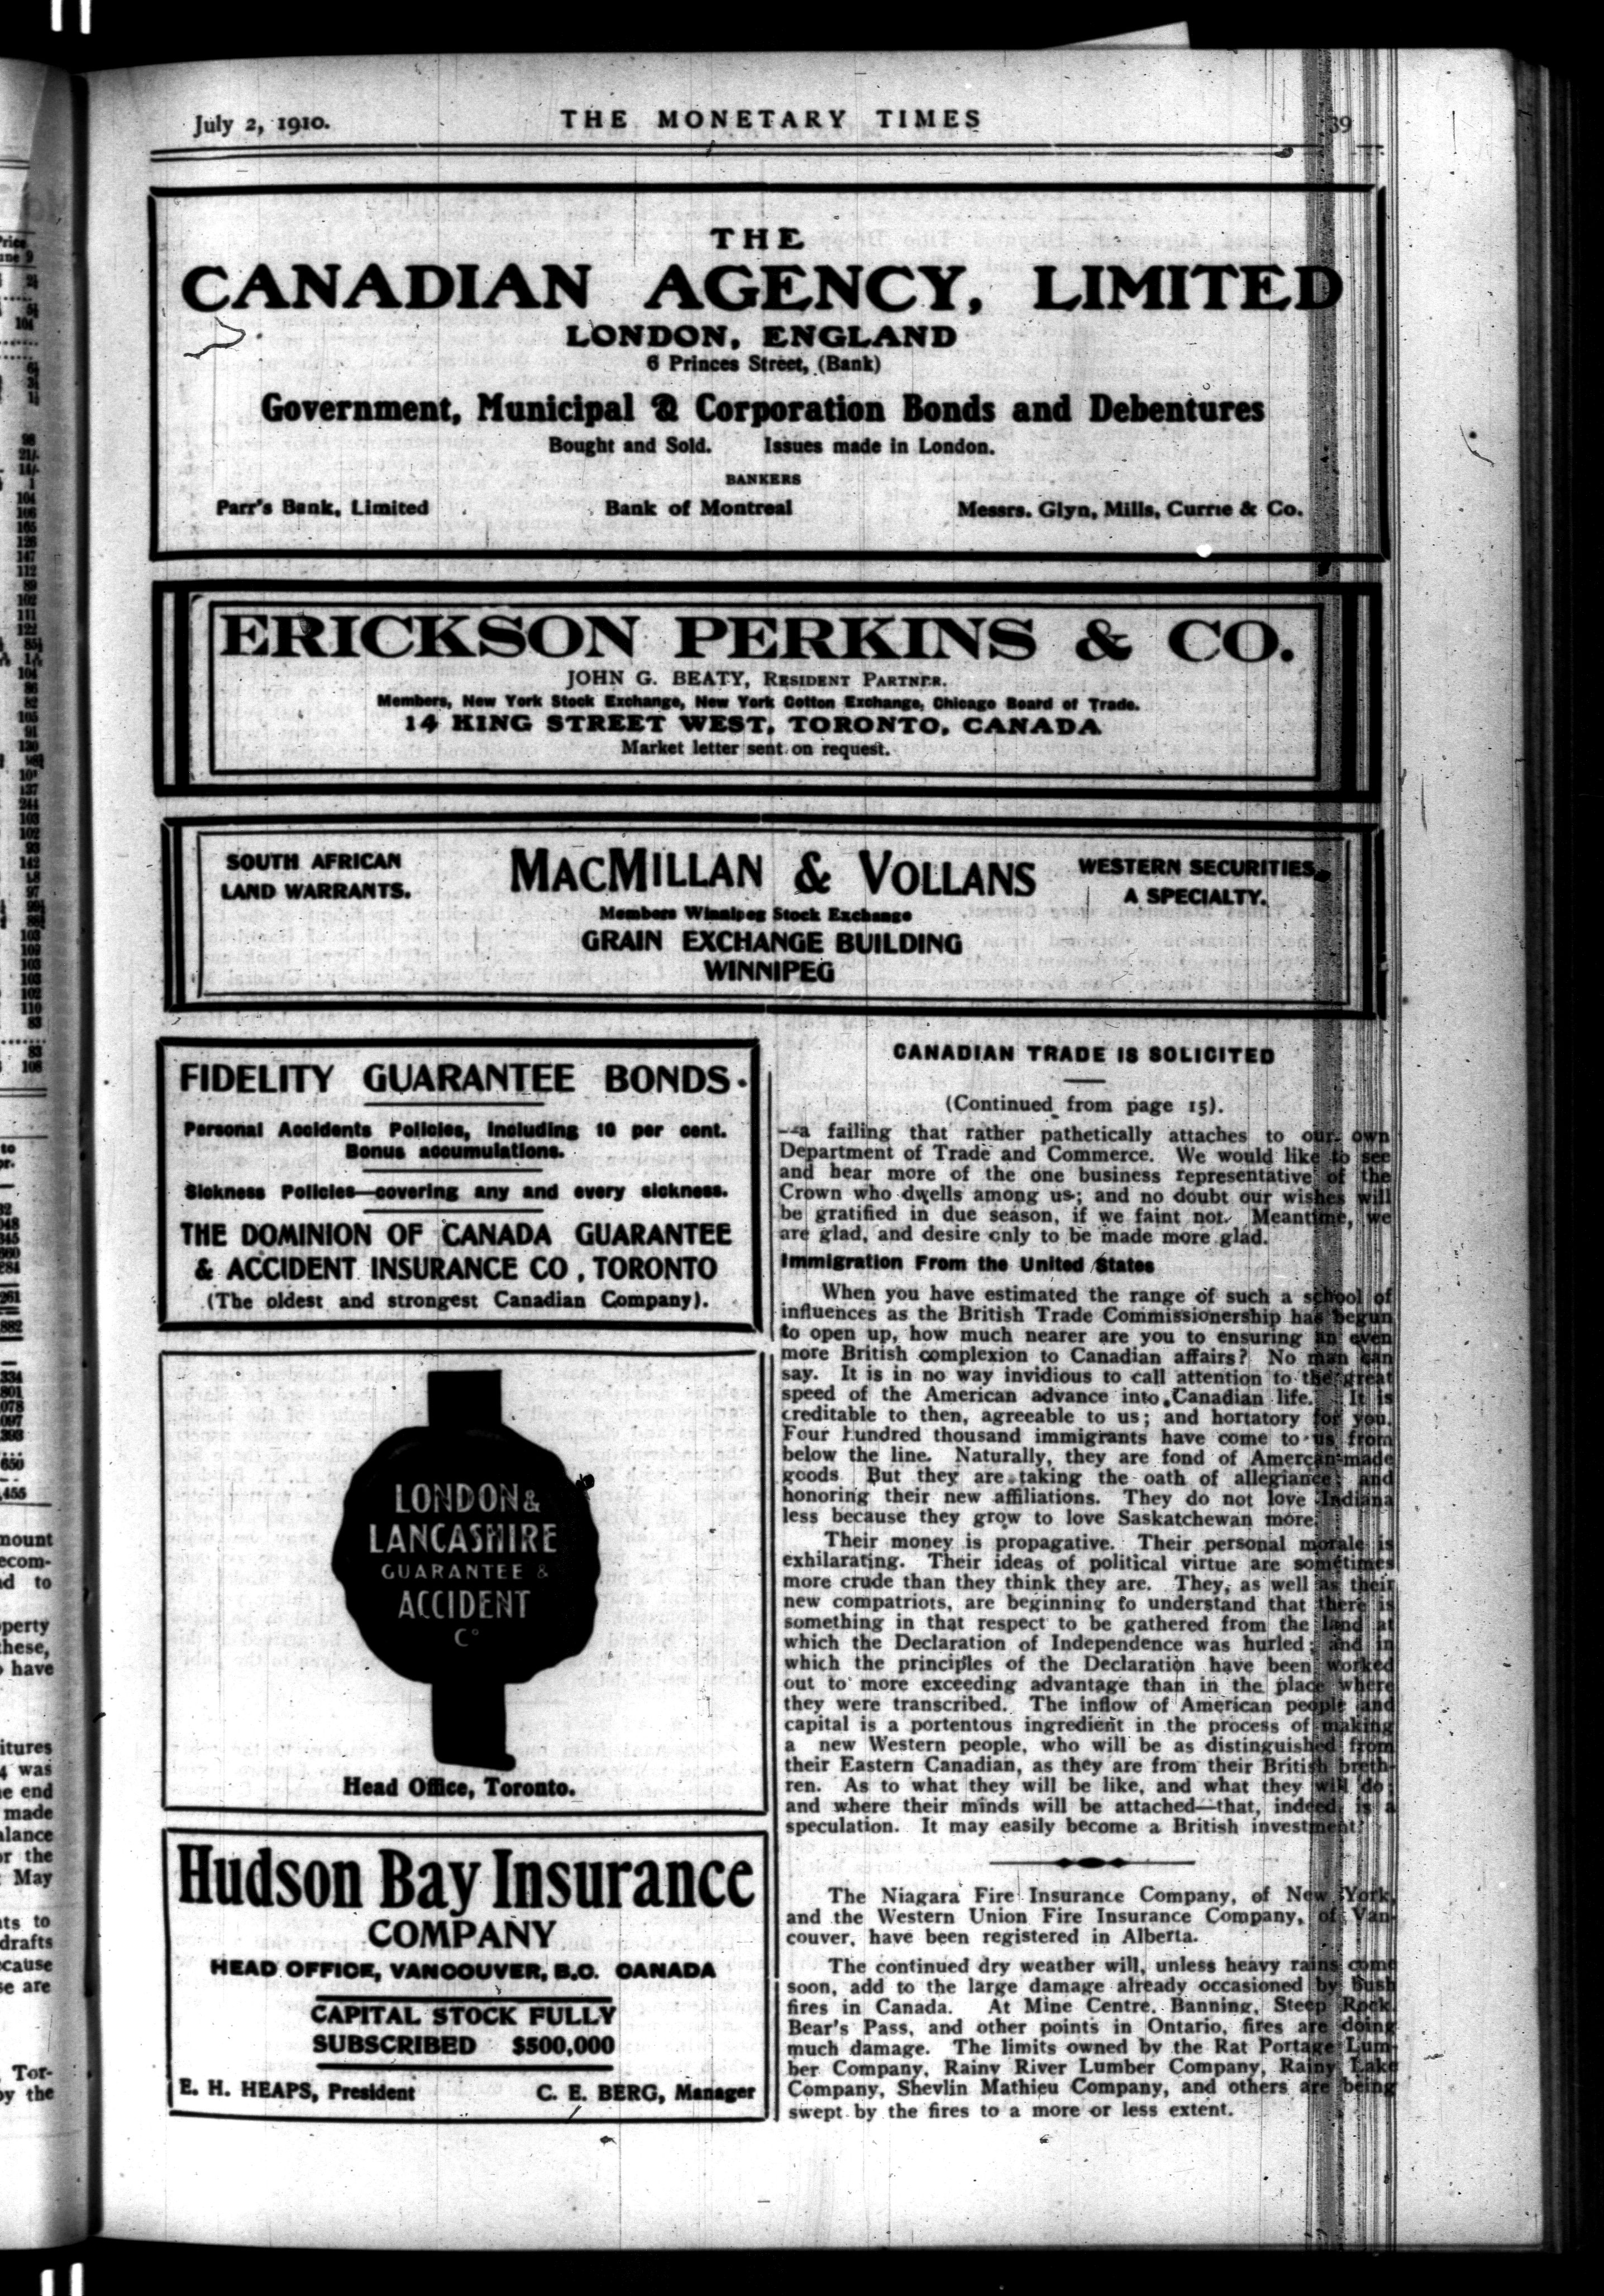 July 2, 1910.
THE MONETARY TIMES
39
THE
CANADIAN AGENCY, LIMITED
LONDON, ENGLAND
6 Princes Street, (Bank)
Government, Municipal & Corporation Bonds and Debentures
Bought and Sold. Issues made in London.
BANKERS
Parr's Bank, Limited
Bank of Montreal
Messrs. Glyn, Mills, Currie & Co.
ERICKSON PERKINS & CO.
JOHN G. BEATY, RESIDENT PARTNER.
Members, New York Stock Exchange, New York Cotton Exchange, Chicago Board of Trade.
14 KING STREET WEST, TORONTO, CANADA
Market letter sent on request.
SOUTH AFRICAN
LAND WARRANTS.
MACMILLAN & VOLLANS
Members Winnipeg Stock Exchange
GRAIN EXCHANGE BUILDING
WINNIPEG
WESTERN SECURITIES
A SPECIALTY.
FIDELITY GUARANTEE BONDS.
Personal Accidents Policies, including 10 per cent.
Bonus accumulations.
Sickness Policies—covering any and every sickness.
THE DOMINION OF CANADA GUARANTEE
& ACCIDENT INSURANCE CO, TORONTO
(The oldest and strongest Canadian Company).
LONDON &
LANCASHIRE
GUARANTEE &
ACCIDENT
Co
Head Office, Toronto.
Hudson Bay Insurance
COMPANY
HEAD OFFICE, VANCOUVER, B.C. CANADA
CAPITAL STOCK FULLY
SUBSCRIBED $500,000
E. H. HEAPS, President
C. E. BERG, Manager
CANADIAN TRADE IS SOLICITED
(Continued from page 15).
—a failing that rather pathetically attaches to our own
Department of Trade and Commerce. We would like to see
and hear more of the one business representative of the
Crown who dwells among us; and no doubt our wishes will
be gratified in due season, if we faint not. Meantime, we
are glad, and desire only to be made more glad.
Immigration From the United States
When you have estimated the range of such a school of
influences as the British Trade Commissionership has begun
to open up, how much nearer are you to ensuring an even
more British complexion to Canadian affairs? No man can
say. It is in no way invidious to call attention to the great
speed of the American advance into Canadian life. It is
creditable to then, agreeable to us; and hortatory for you.
Four hundred thousand immigrants have come to us from
below the line. Naturally, they are fond of Amercan-made
goods. But they are taking the oath of allegiance; and
honoring their new affiliations. They do not love Indiana
less because they grow to love Saskatchewan more.
Their money is propagative. Their personal morale is
exhilarating. Their ideas of political virtue are sometimes
more crude than they think they are. They, as well as their
new compatriots, are beginning to understand that there is
something in that respect to be gathered from the land at
which the Declaration of Independence was hurled; and in
which the principles of the Declaration have been worked
out to more exceeding advantage than in the place where
they were transcribed. The inflow of American people and
capital is a portentous ingredient in the process of making
a new Western people, who will be as distinguished from
their Eastern Canadian, as they are from their British breth-
ren. As to what they will be like, and what they will do;
and where their minds will be attached—that, indeed, is a
speculation. It may easily become a British investment.
The Niagara Fire Insurance Company, of New York,
and the Western Union Fire Insurance Company, of Van-
couver, have been registered in Alberta.
The continued dry weather will, unless heavy rains come
soon, add to the large damage already occasioned by bush
fires in Canada. At Mine Centre, Banning, Steep Rock,
Bear's Pass, and other points in Ontario, fires are doing
much damage. The limits owned by the Rat Portage Lum-
ber Company, Rainy River Lumber Company, Rainy Lake
Company, Shevlin Mathieu Company, and others are being
swept by the fires to a more or less extent.